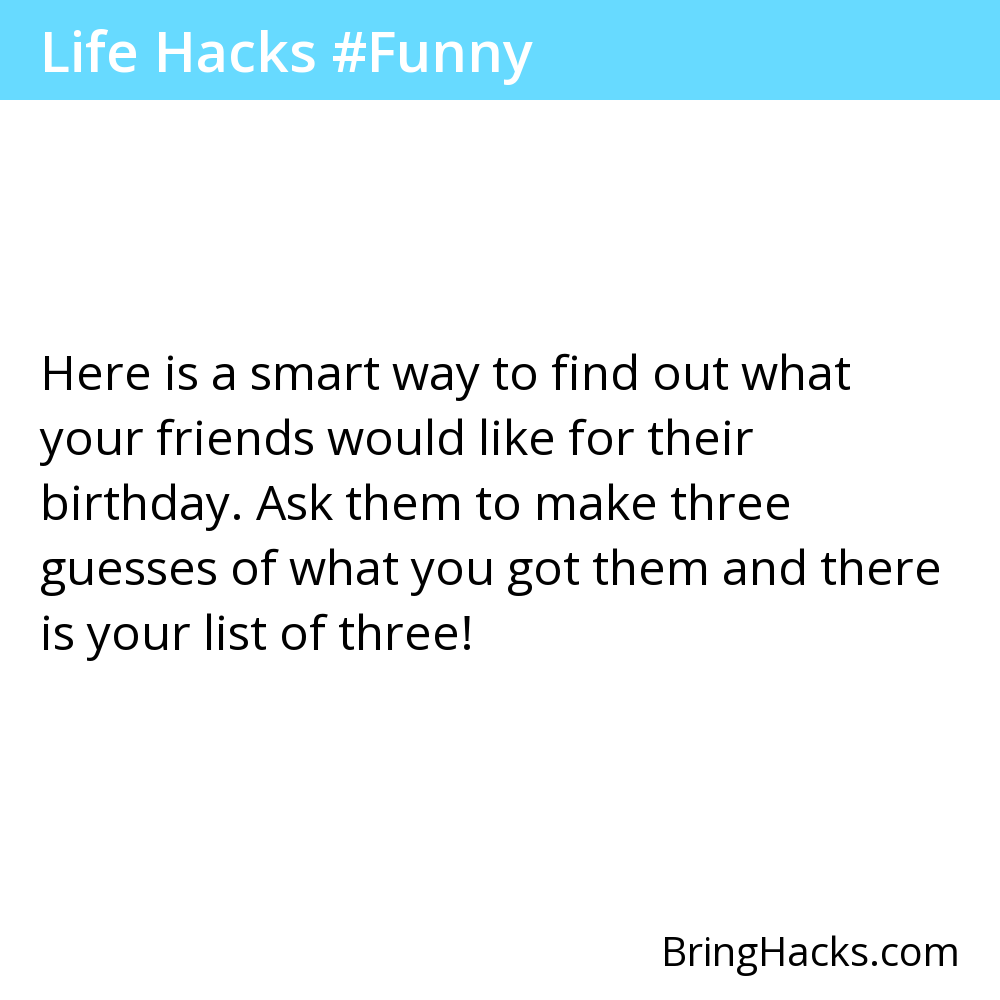 Life Hacks #Funny
Here is a smart way to find out what
your friends would like for their
birthday. Ask them to make three
guesses of what you got them and there
is your list of three!
BringHacks.com